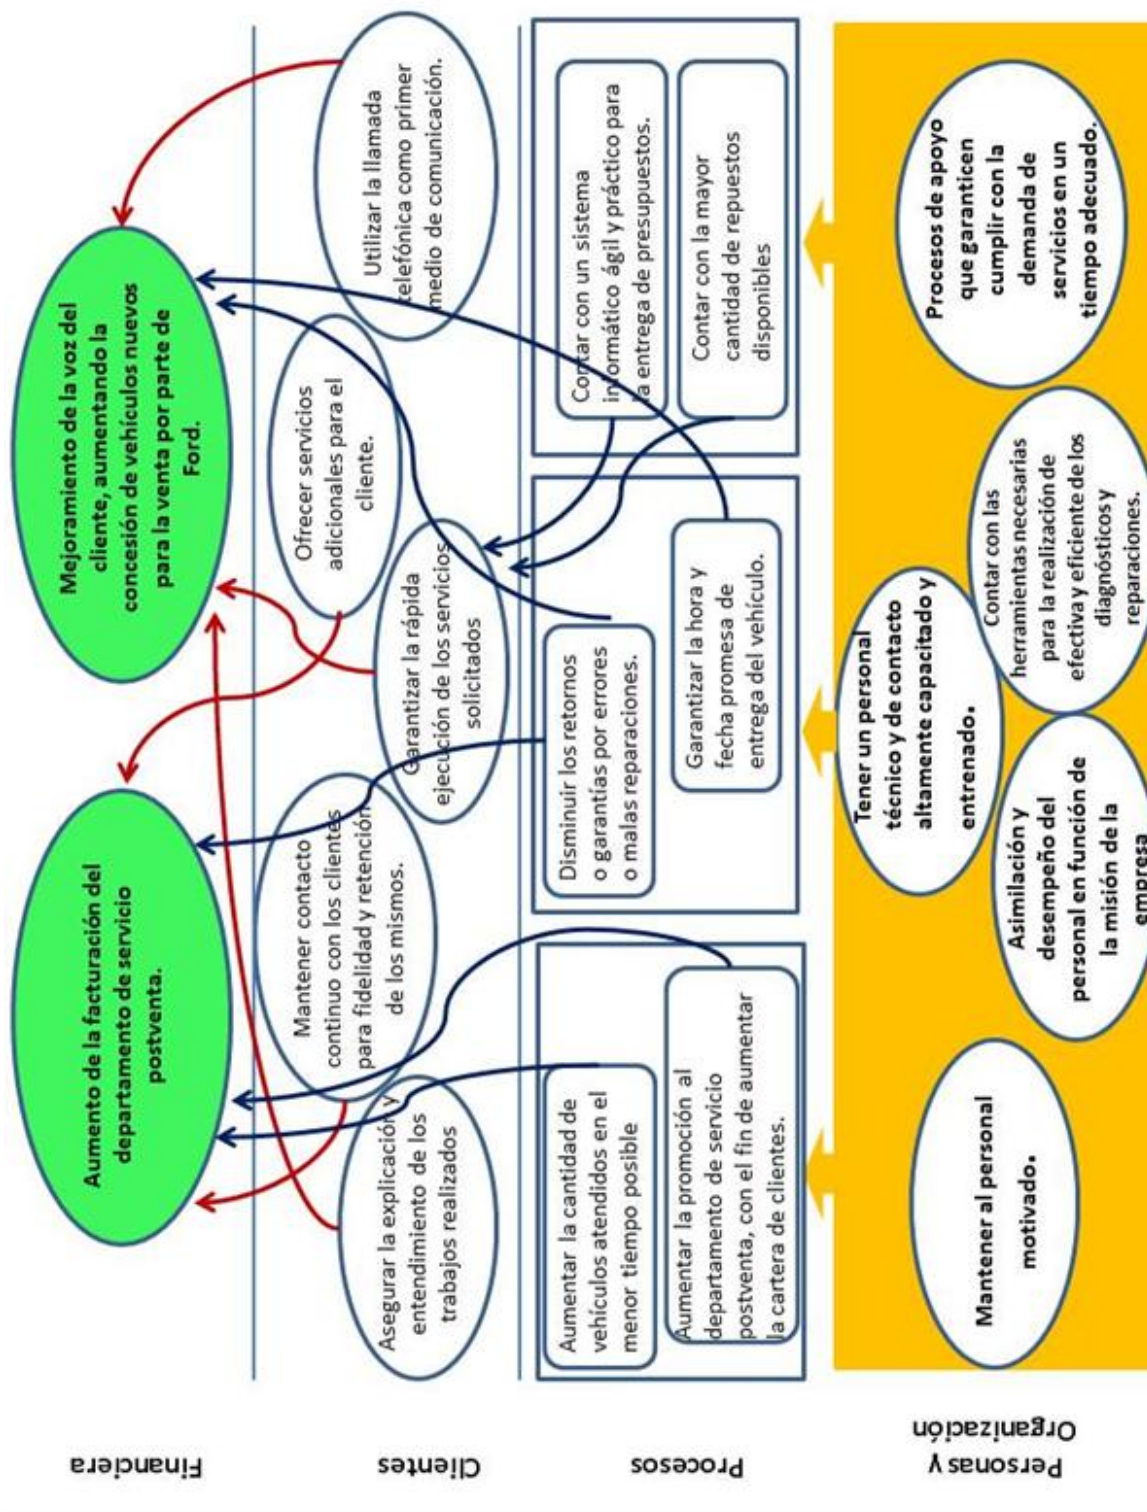 Financiera
Aumento de la facturación del
departamento de servicio
postventa.
Mejoramiento de la voz del
cliente, aumentando la
concesión de vehículos nuevos
para la venta por parte de
Ford.
Clientes
Asegurar la explicación y
entendimiento de los
trabajos realizados
Mantener contacto
continuo con los clientes
para fidelidad y retención
de los mismos.
Garantizar la rápida
ejecución de los servicios
solicitados
Ofrecer servicios
adicionales para el
cliente.
Utilizar la llamada
telefónica como primer
medio de comunicación.
Procesos
Aumentar la cantidad de
vehículos atendidos en el
menor tiempo posible
Aumentar la promoción al
departamento de servicio
postventa, con el fin de aumentar
la cartera de clientes.
Disminuir los retornos
o garantías por errores
o malas reparaciones.
Garantizar la hora y
fecha promesa de
entrega del vehículo.
Contar con un sistema
informático ágil y práctico para
la entrega de presupuestos.
Contar con la mayor
cantidad de repuestos
disponibles
Personas y
Organización
Mantener al personal
motivado.
Asimilación y
desempeño del
personal en función de
la misión de la
empresa
Tener un personal
técnico y de contacto
altamente capacitado y
entrenado.
Contar con las
herramientas necesarias
para la realización de
efectiva y eficiente de los
diagnósticos y
reparaciones.
Procesos de apoyo
que garanticen
cumplir con la
demanda de
servicios en un
tiempo adecuado.